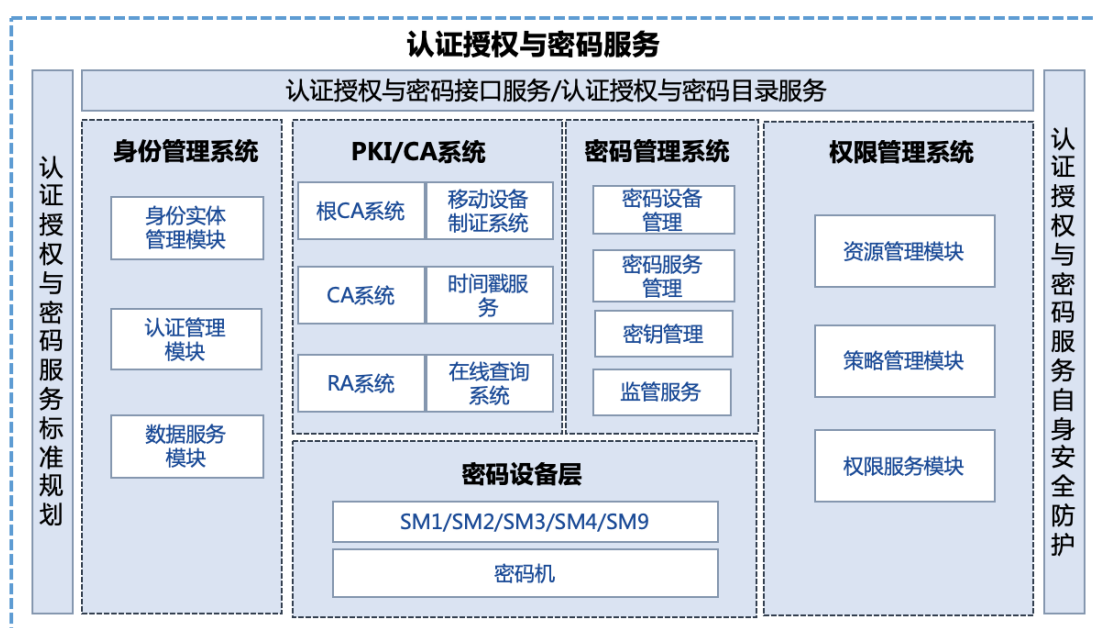 认证授权与密码服务
认证授权与密码接口服务/认证授权与密码目录服务
认证授权与密码服务标准规划
身份管理系统
身份实体
管理模块
认证管理
模块
数据服务
模块
PKI/CA系统
根CA系统
移动设备
制证系统
CA系统
时间戳服
务
RA系统
在线查询
系统
密码管理系统
密码设备
管理
密码服务
管理
密钥管理
监管服务
密码设备层
SM1/SM2/SM3/SM4/SM9
密码机
权限管理系统
资源管理模块
策略管理模块
权限服务模块
认证授权与密码服务自身安全防护